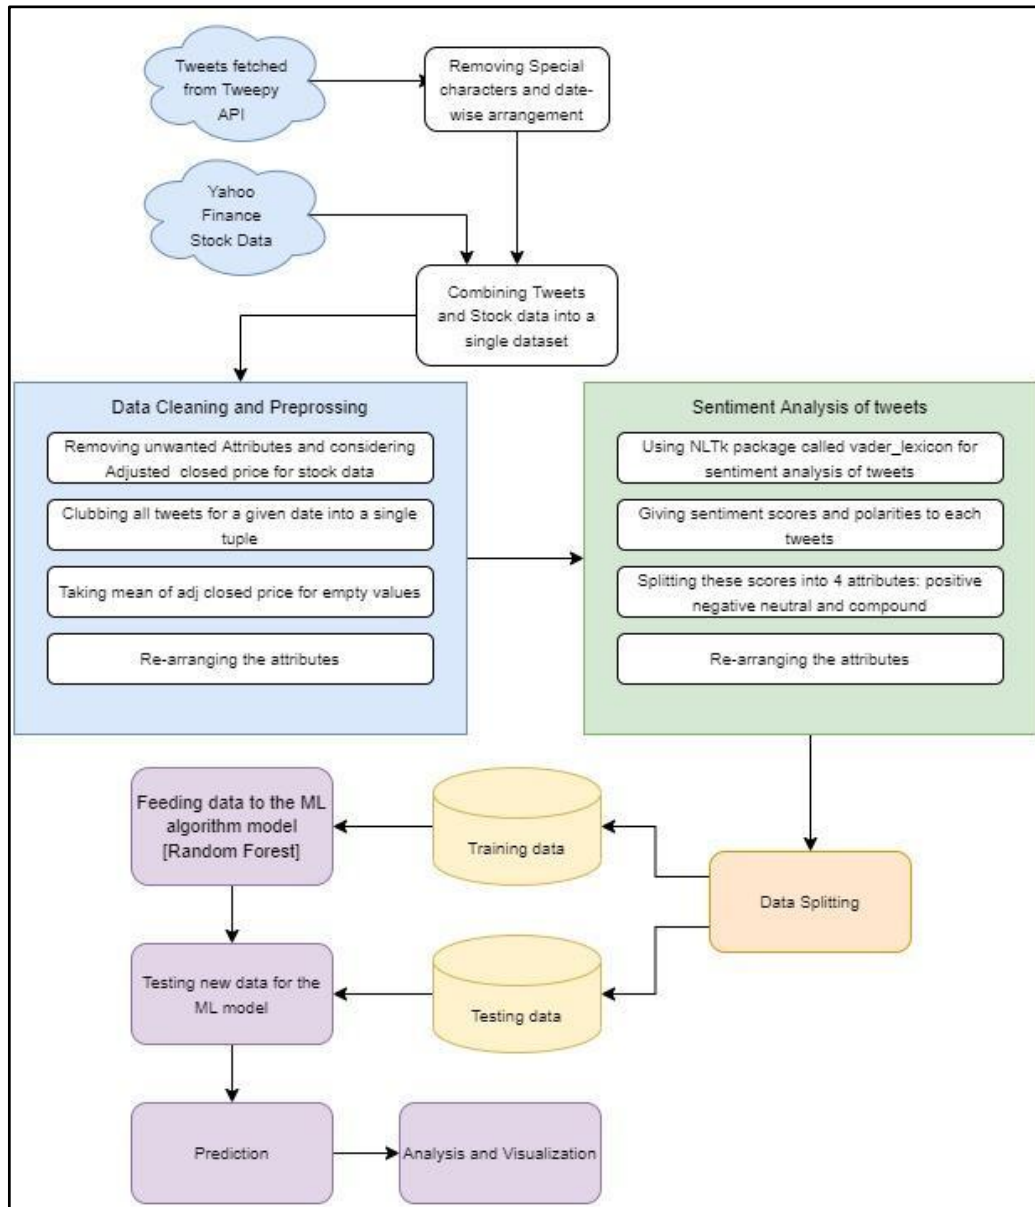 Tweets fetched
from Tweepy
API
Removing Special
characters and date-
wise arrangement
Yahoo
Finance
Stock Data
Combining Tweets
and Stock data into a
single dataset
Data Cleaning and Preprossing
Removing unwanted Attributes and considering
Adjusted closed price for stock data
Clubbing all tweets for a given date into a single
tuple
Taking mean of adj closed price for empty values
Re-arranging the attributes
Sentiment Analysis of tweets
Using NLTk package called vader_lexicon for
sentiment analysis of tweets
Giving sentiment scores and polarities to each
tweets
Splitting these scores into 4 attributes: positive
negative neutral and compound
Re-arranging the attributes
Feeding data to the ML
algorithm model
[Random Forest]
Training data
Data Splitting
Testing new data for the
ML model
Testing data
Prediction
Analysis and Visualization